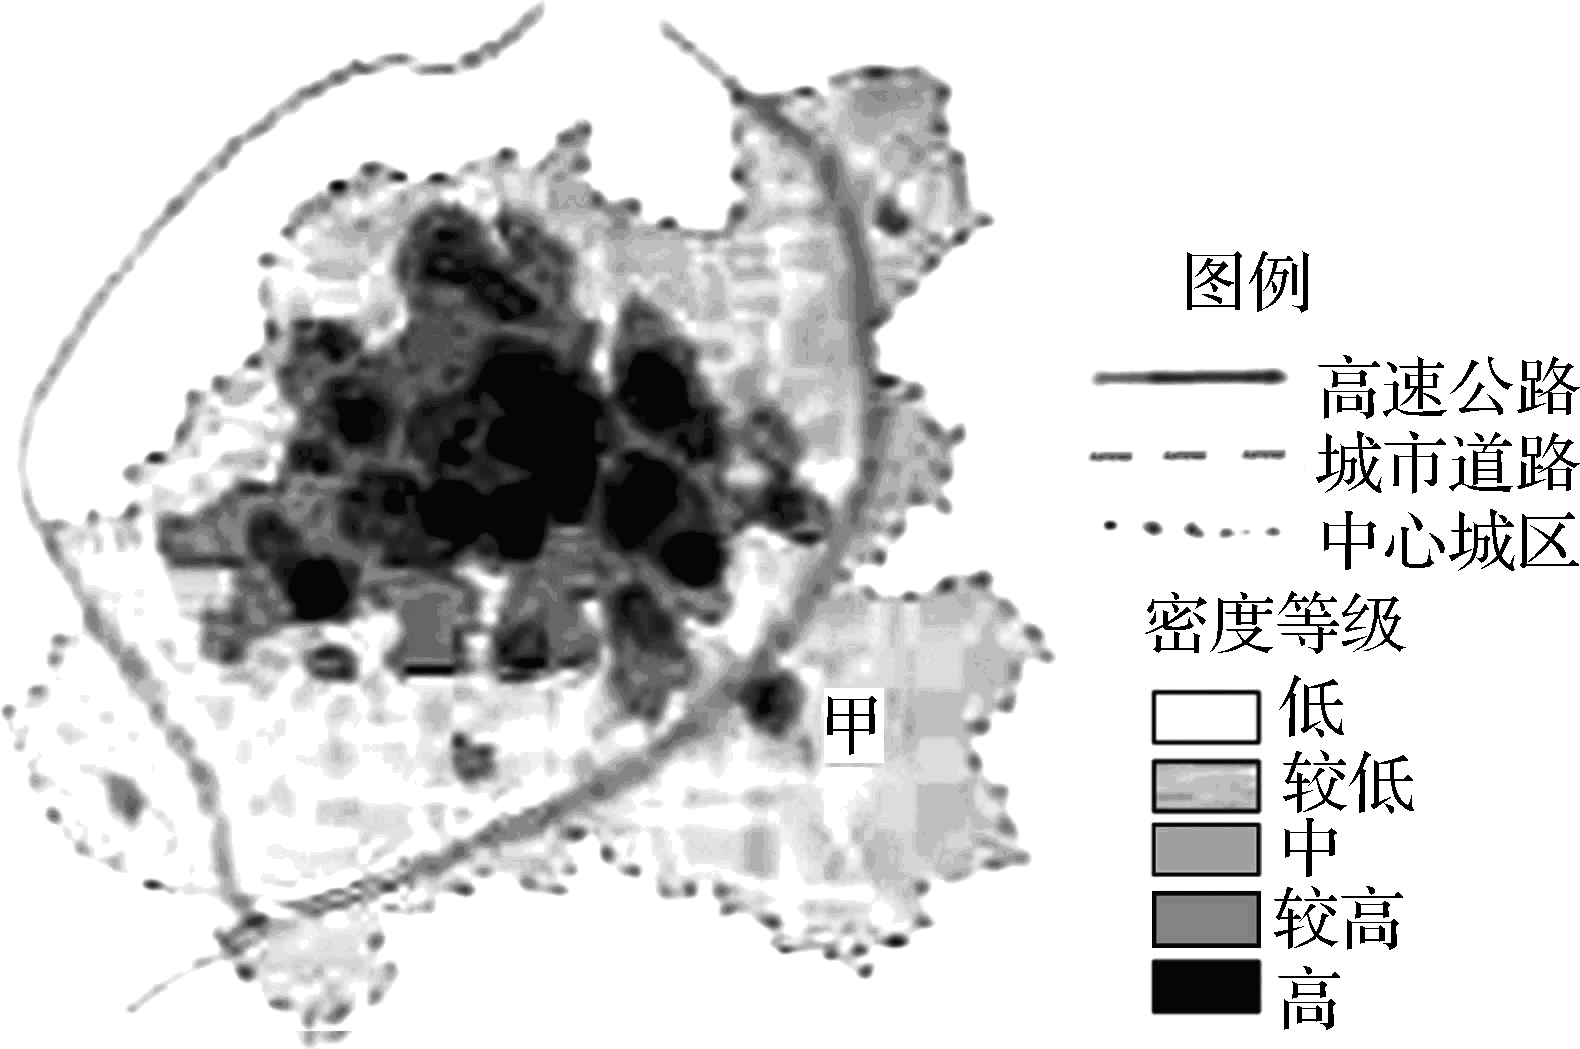 甲
图例
高速公路
城市道路
中心城区
密度等级
低
较低
中
较高
高